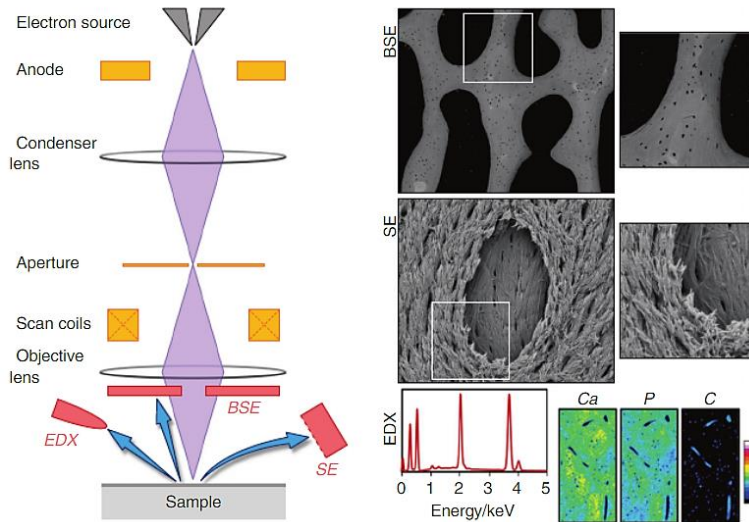 Electron source
Anode
Condenser
lens
Aperture
Scan coils
Objective
lens
BSE
EDX
SE
Sample
BSE
SE
EDX
0 1 2 3 4 5
Energy/keV
Ca P C